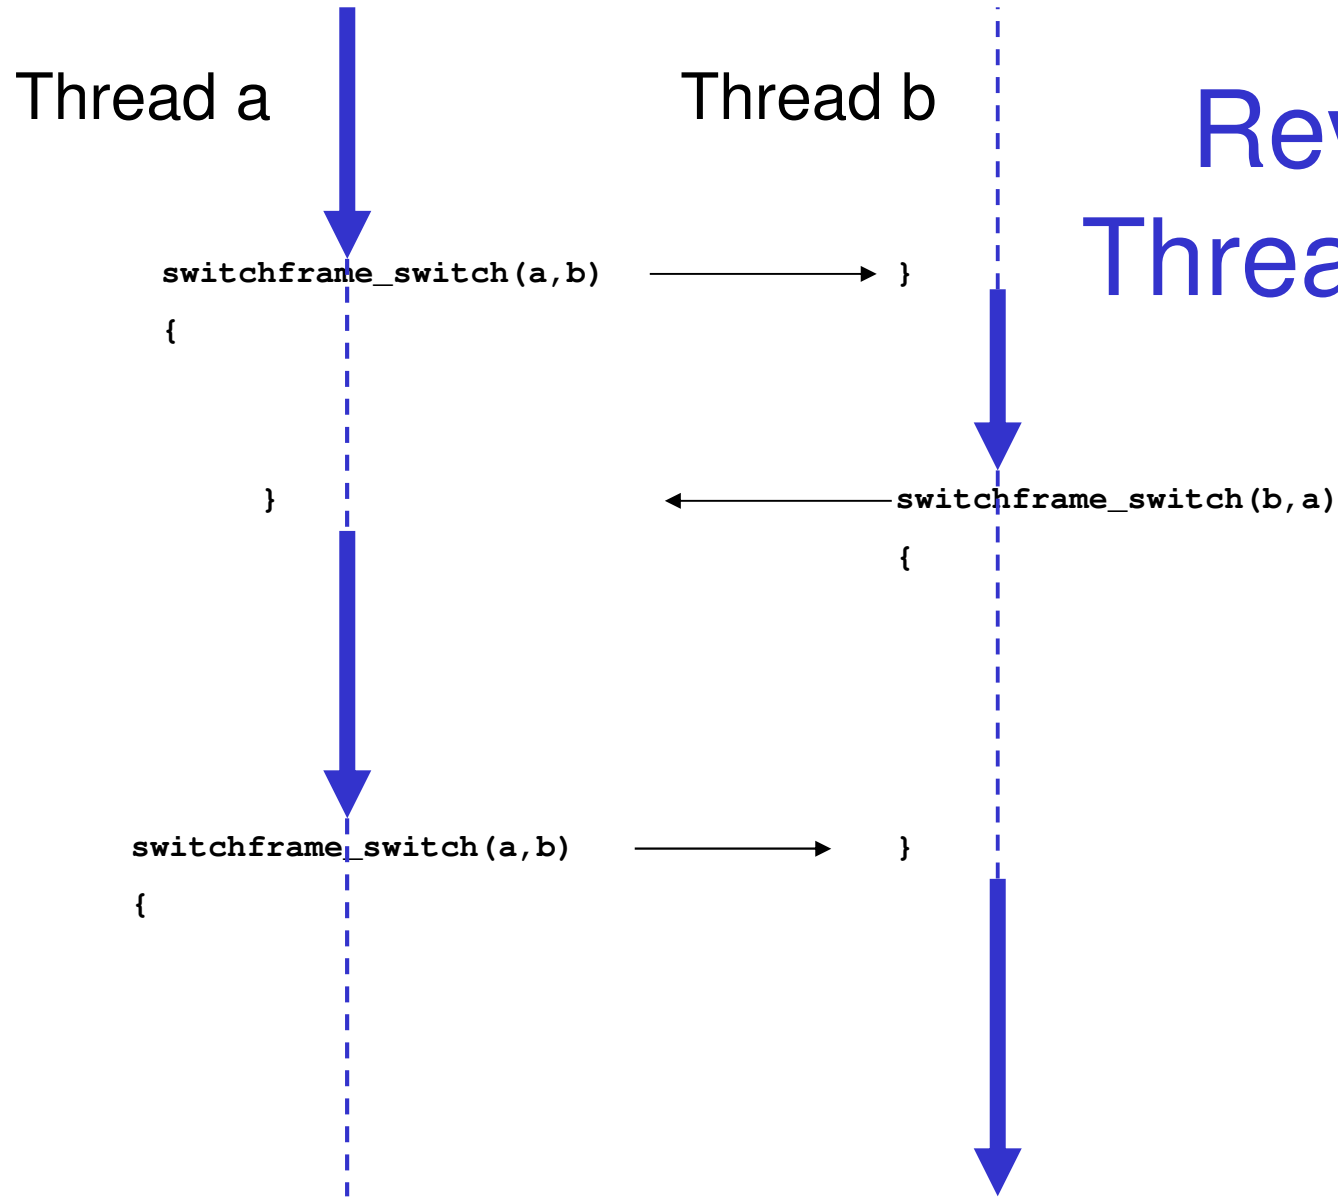 Thread a
Thread b
switchframe_switch(a,b)
}
{
}
switchframe_switch(b,a)
{
switchframe_switch(a,b)
}
{